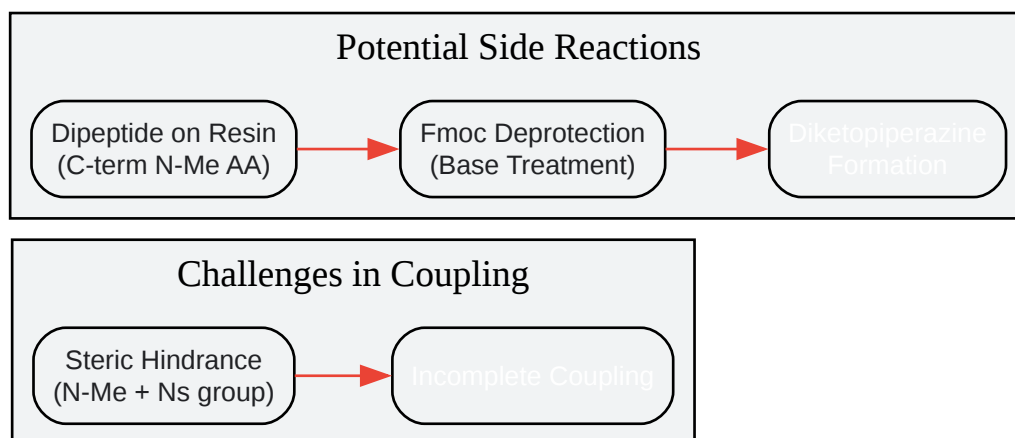 Potential Side Reactions
Dipeptide on Resin
(C-term N-Me AA)
Fmoc Deprotection
(Base Treatment)
Diketopiperazine
Formation
Challenges in Coupling
Steric Hindrance
(N-Me + Ns group)
Incomplete Coupling